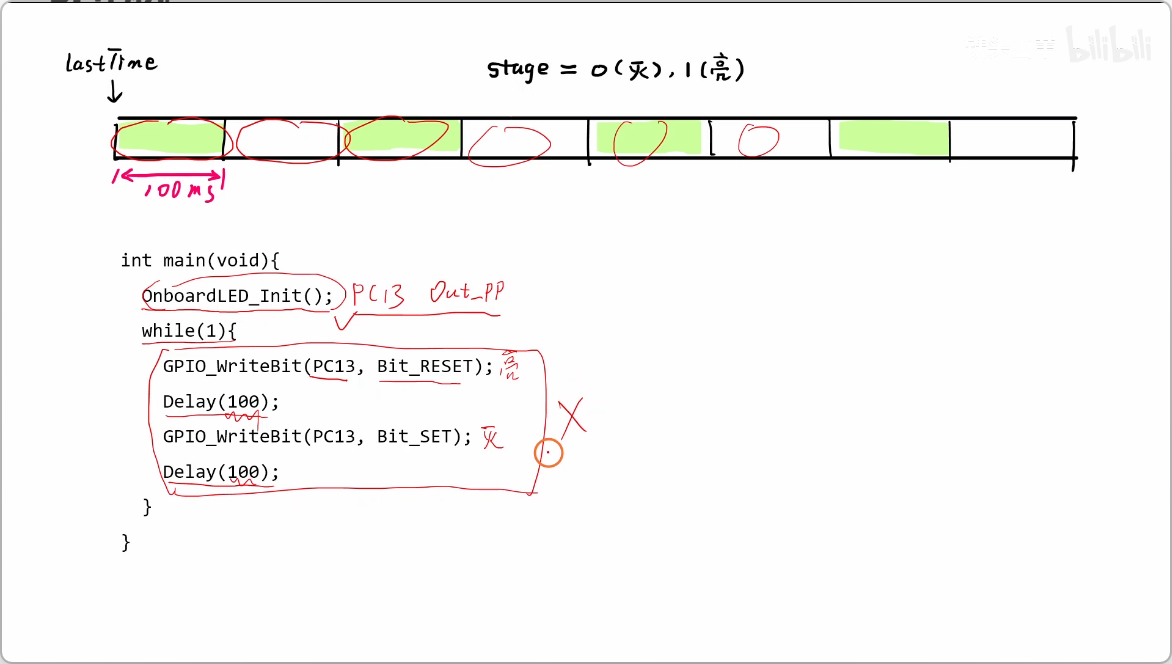 bilibili
lastTime
stage = 0(灭),1(亮)
100ms
int main(void){
OnboardLED_Init(); PC13 Out_PP
while(1){
GPIO_WriteBit(PC13, Bit_RESET); 亮
Delay(100);
GPIO_WriteBit(PC13, Bit_SET); 灭
Delay(100);
}
}